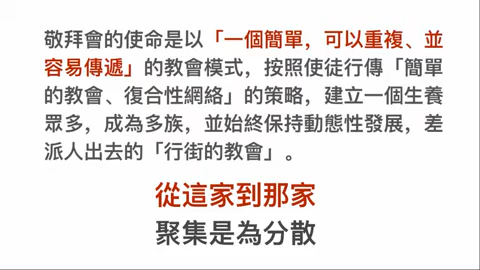 敬拜會的使命是以「一個簡單，可以重複、並
容易傳遞」的教會模式，按照使徒行傳「簡單
的教會、復合性網絡」的策略，建立一個生養
眾多，成為多族，並始終保持動態性發展，差
派人出去的「行街的教會」。
從這家到那家
聚集是為分散